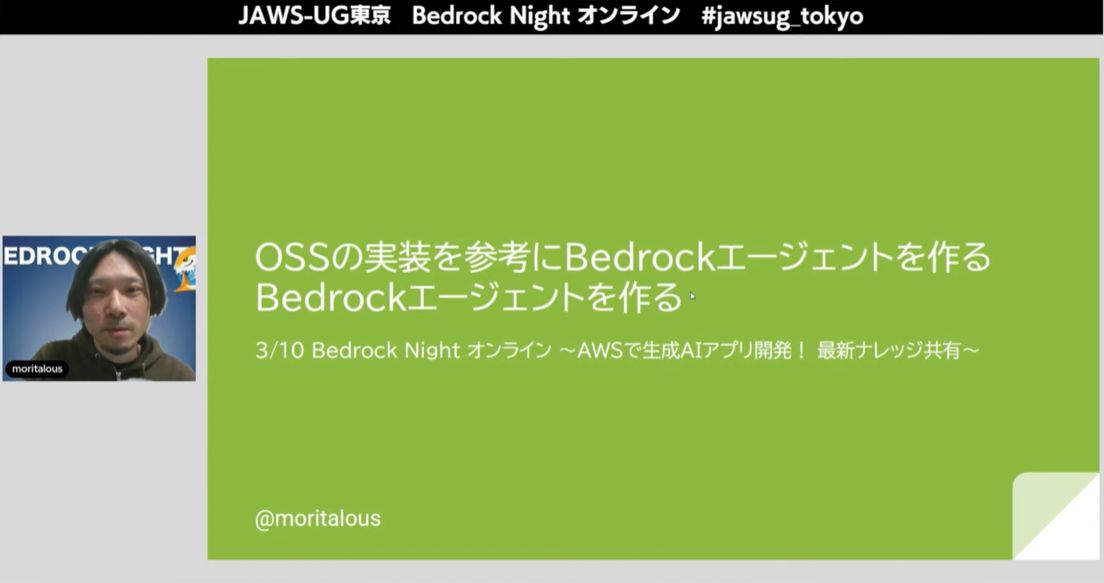 JAWS-UG東京 Bedrock Night オンライン #jawsug_tokyo
OSSの実装を参考にBedrockエージェントを作る
Bedrockエージェントを作る
3/10 Bedrock Night オンライン ～AWSで生成AIアプリ開発！ 最新ナレッジ共有～
moritalous
@moritalous